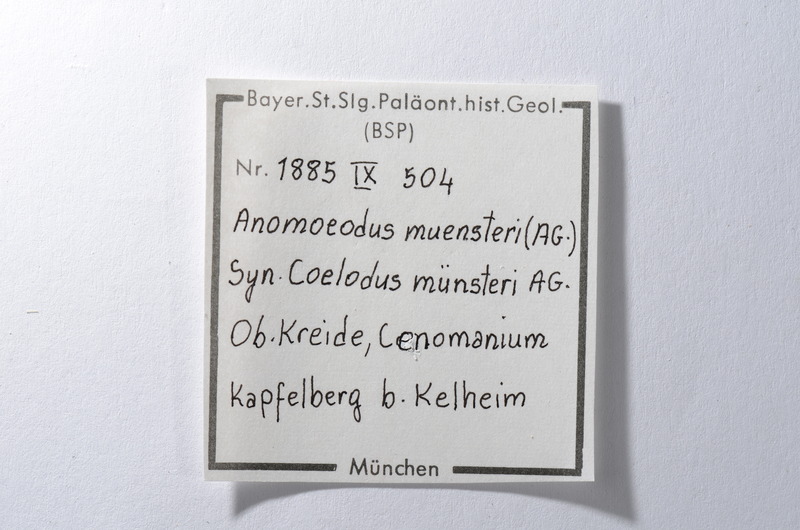 Bayer.St.Slg.Paläont.hist.Geol.
(BSP)
Nr. 1885 IX 504
Anomoeodus muensteri (AG.)
Syn. Coelodus münsteri AG.
Ob. Kreide, Cenomanium
Kapfelberg b. Kelheim
München